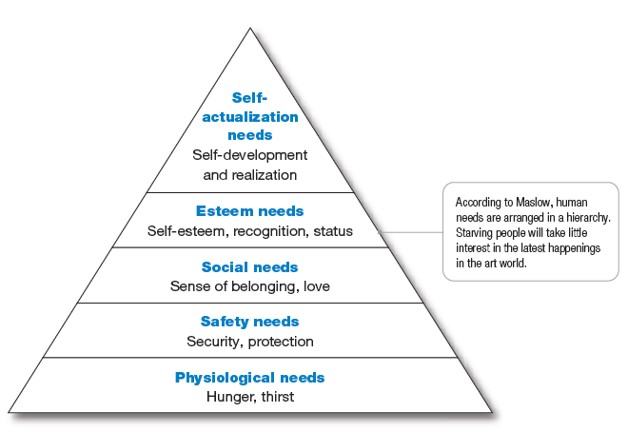 Self-
actualization
needs
Self-development
and realization
Esteem needs
Self-esteem, recognition, status
Social needs
Sense of belonging, love
Safety needs
Security, protection
Physiological needs
Hunger, thirst
According to Maslow, human
needs are arranged in a hierarchy.
Starving people will take little
interest in the latest happenings
in the art world.